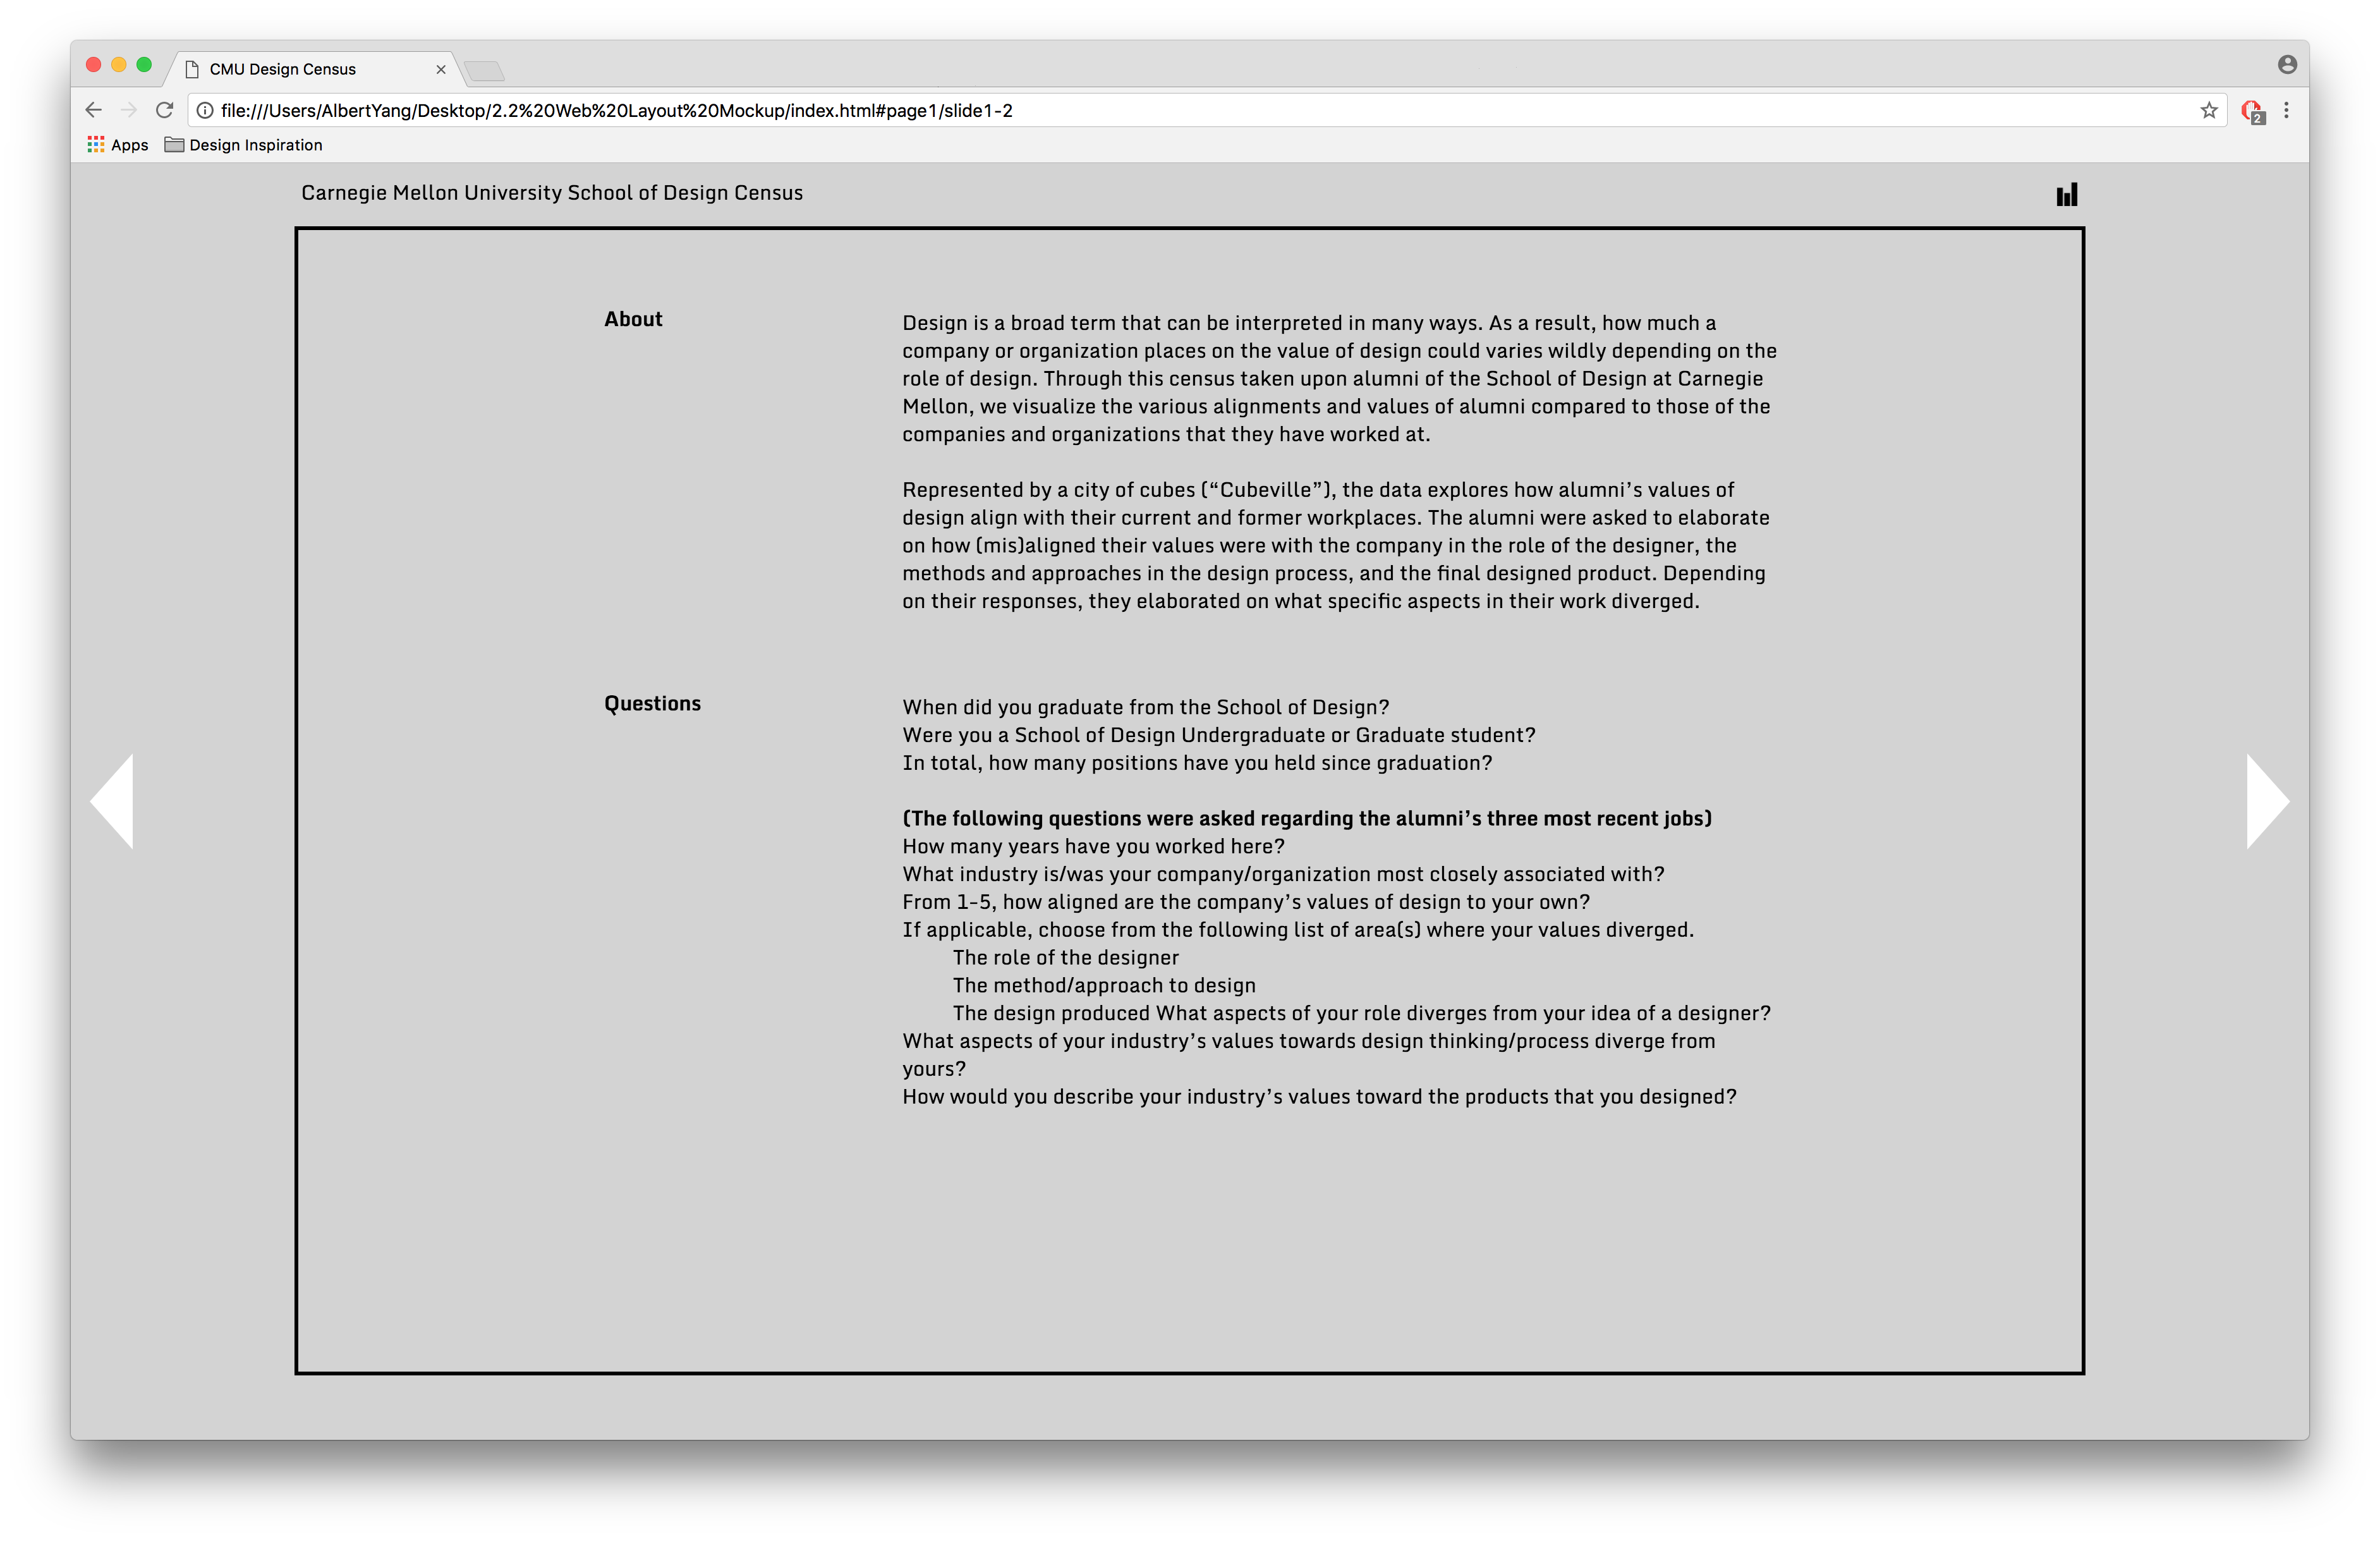 CMU Design Census
file:///Users/AlbertYang/Desktop/2.2%20Web%20Layout%20Mockup/index.html#page1/slide1-2
2
Apps
Design Inspiration
Carnegie Mellon University School of Design Census
About
Design is a broad term that can be interpreted in many ways. As a result, how much a
company or organization places on the value of design could varies wildly depending on the
role of design. Through this census taken upon alumni of the School of Design at Carnegie
Mellon, we visualize the various alignments and values of alumni compared to those of the
companies and organizations that they have worked at.
Represented by a city of cubes (“Cubeville”), the data explores how alumni’s values of
design align with their current and former workplaces. The alumni were asked to elaborate
on how (mis)aligned their values were with the company in the role of the designer, the
methods and approaches in the design process, and the final designed product. Depending
on their responses, they elaborated on what specific aspects in their work diverged.
Questions
When did you graduate from the School of Design?
Were you a School of Design Undergraduate or Graduate student?
In total, how many positions have you held since graduation?
(The following questions were asked regarding the alumni’s three most recent jobs)
How many years have you worked here?
What industry is/was your company/organization most closely associated with?
From 1-5, how aligned are the company’s values of design to your own?
If applicable, choose from the following list of area(s) where your values diverged.
The role of the designer
The method/approach to design
The design produced What aspects of your role diverges from your idea of a designer?
What aspects of your industry’s values towards design thinking/process diverge from
yours?
How would you describe your industry’s values toward the products that you designed?